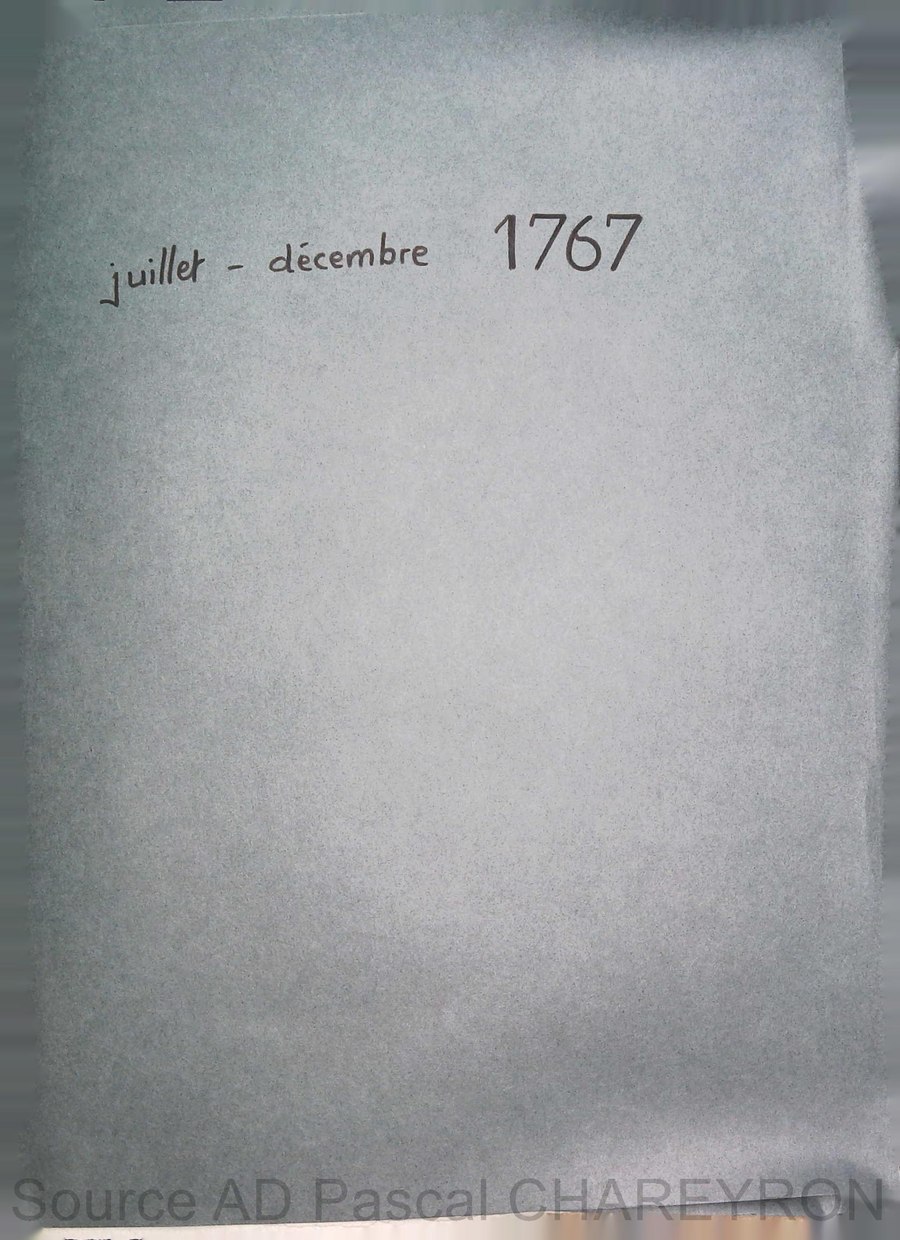 juillet - décembre 1767
Source AD Pascal CHAREYRON